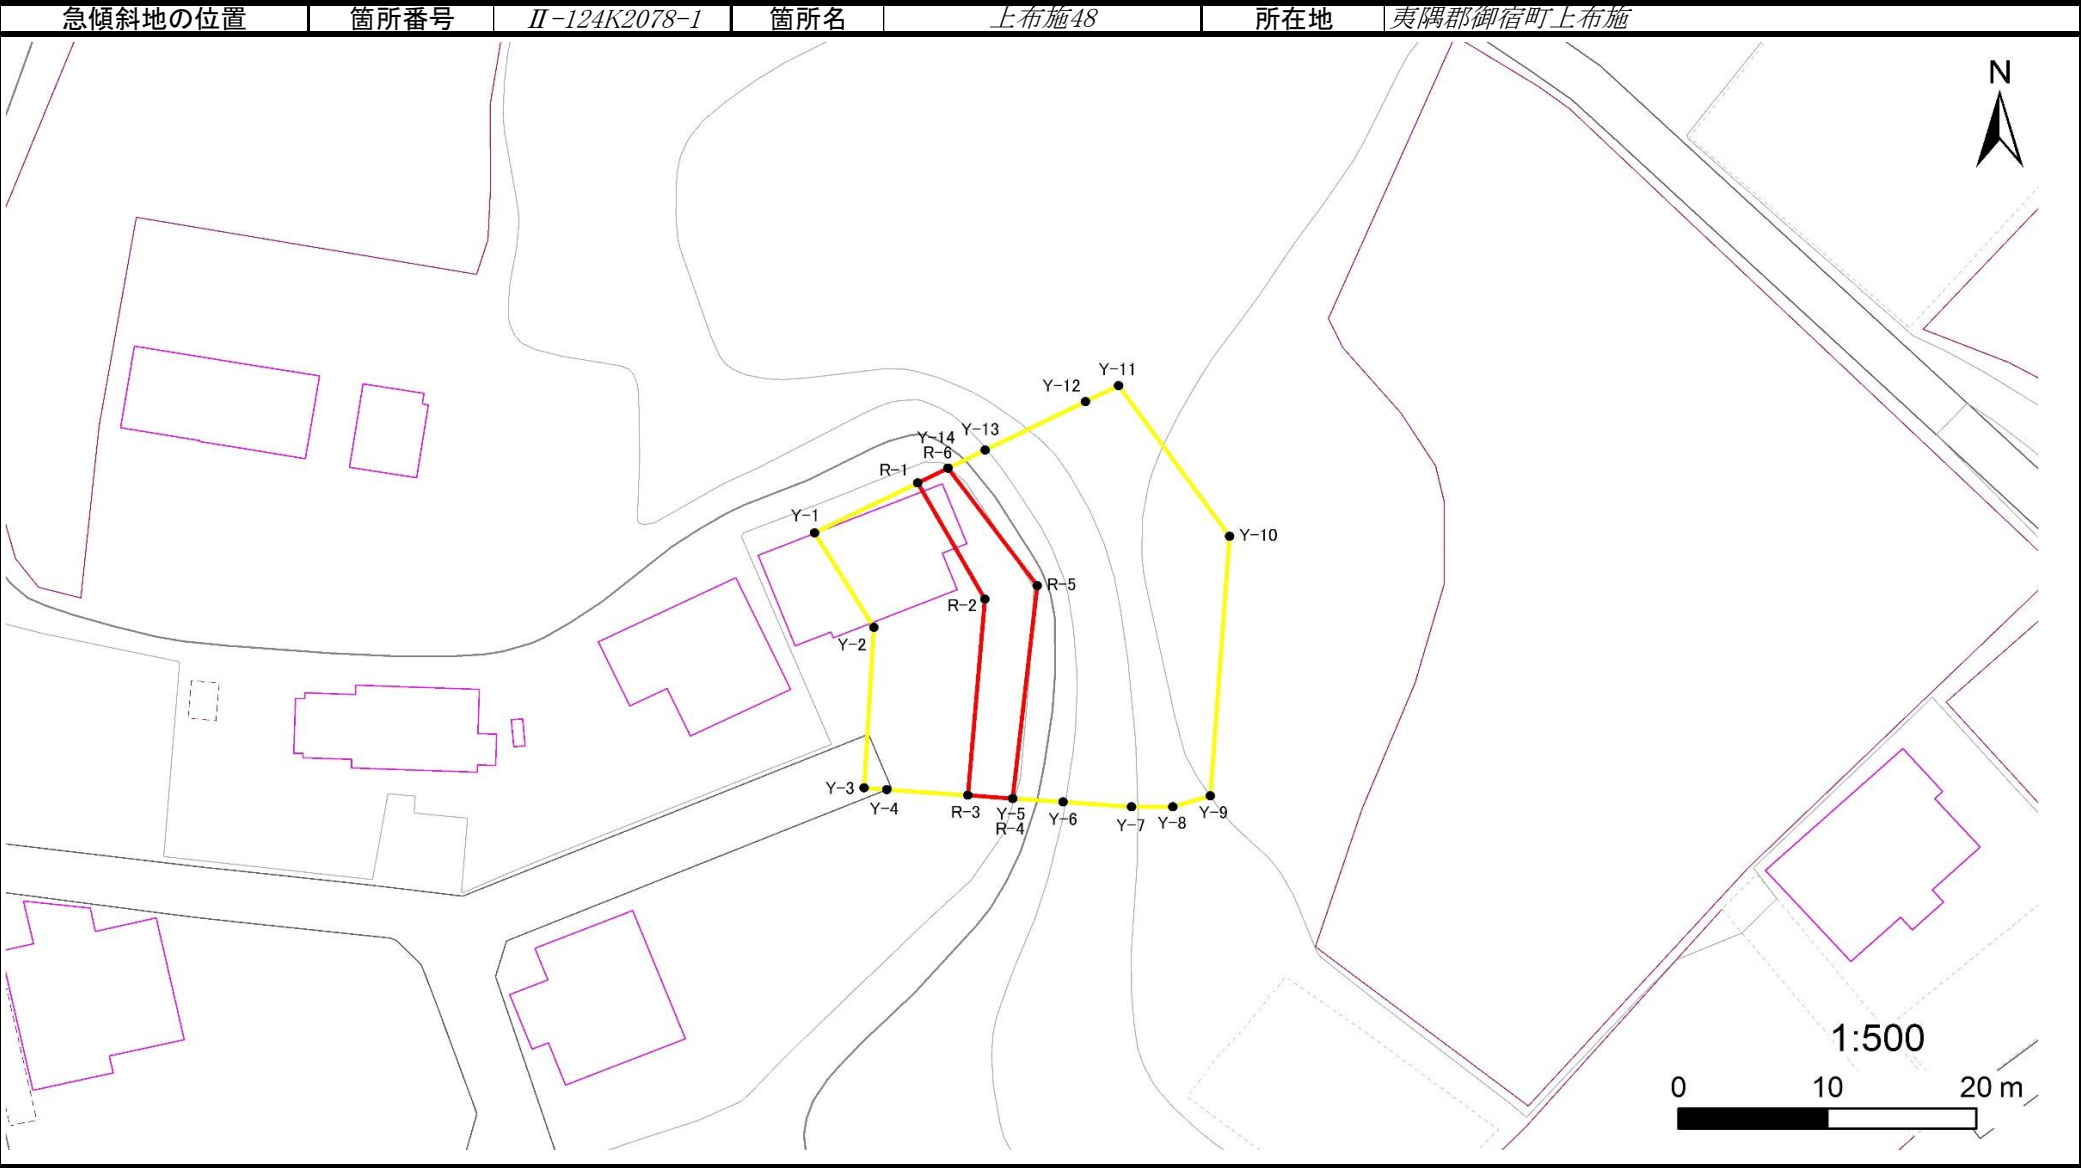 急傾斜地の位置 箇所番号 Ⅱ-124K2078-1 箇所名 上布施48 所在地 夷隅郡御宿町上布施
N
Y-11
Y-12
Y-13
Y-14
R-6
R-1
Y-1
Y-10
R-5
R-2
Y-2
Y-3
Y-4
R-3
Y-5
R-4
Y-6
Y-7
Y-8
Y-9
1:500
0 10 20 m